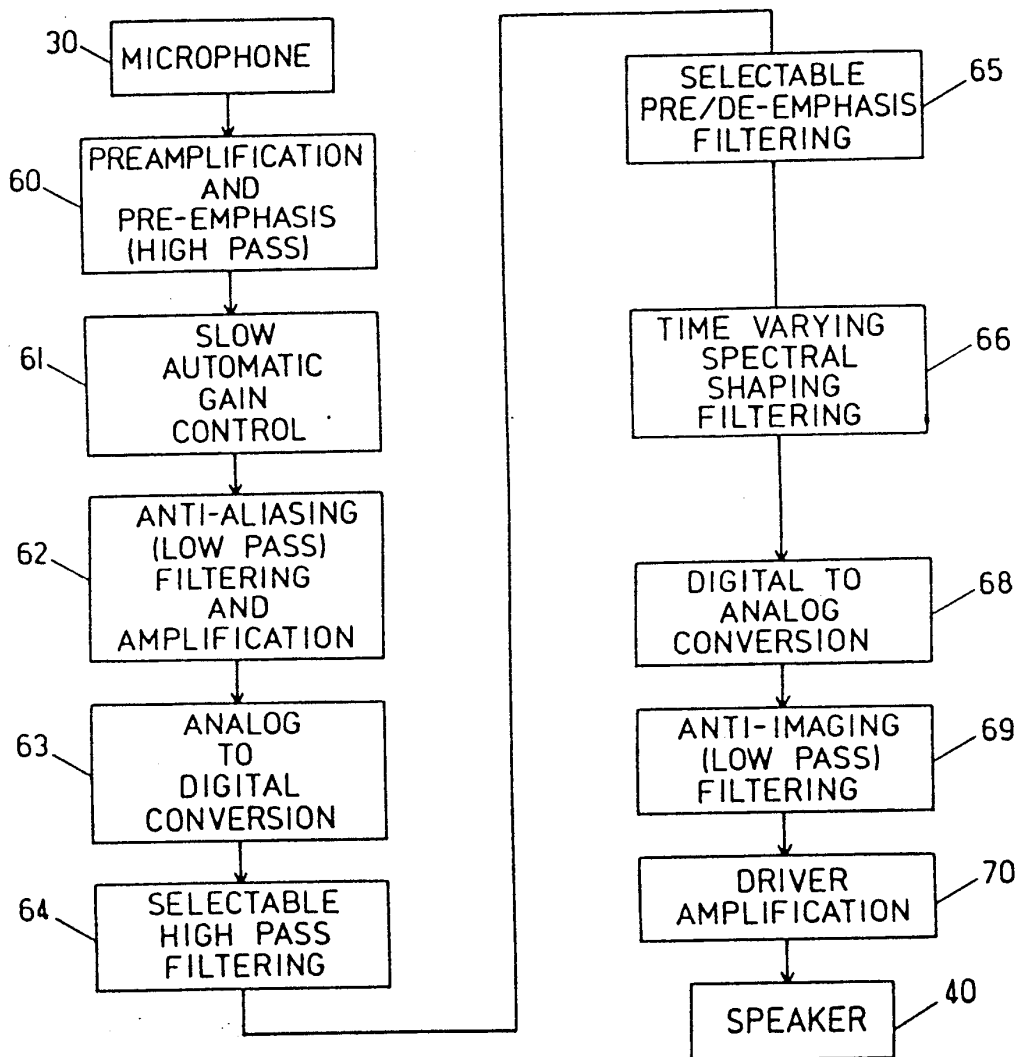 30
MICROPHONE
60
PREAMPLIFICATION
AND
PRE-EMPHASIS
(HIGH PASS)
61
SLOW
AUTOMATIC
GAIN
CONTROL
62
ANTI-ALIASING
(LOW PASS)
FILTERING
AND
AMPLIFICATION
63
ANALOG
TO
DIGITAL
CONVERSION
64
SELECTABLE
HIGH PASS
FILTERING
65
SELECTABLE
PRE/DE-EMPHASIS
FILTERING
66
TIME VARYING
SPECTRAL
SHAPING
FILTERING
68
DIGITAL TO
ANALOG
CONVERSION
69
ANTI-IMAGING
(LOW PASS)
FILTERING
70
DRIVER
AMPLIFICATION
40
SPEAKER